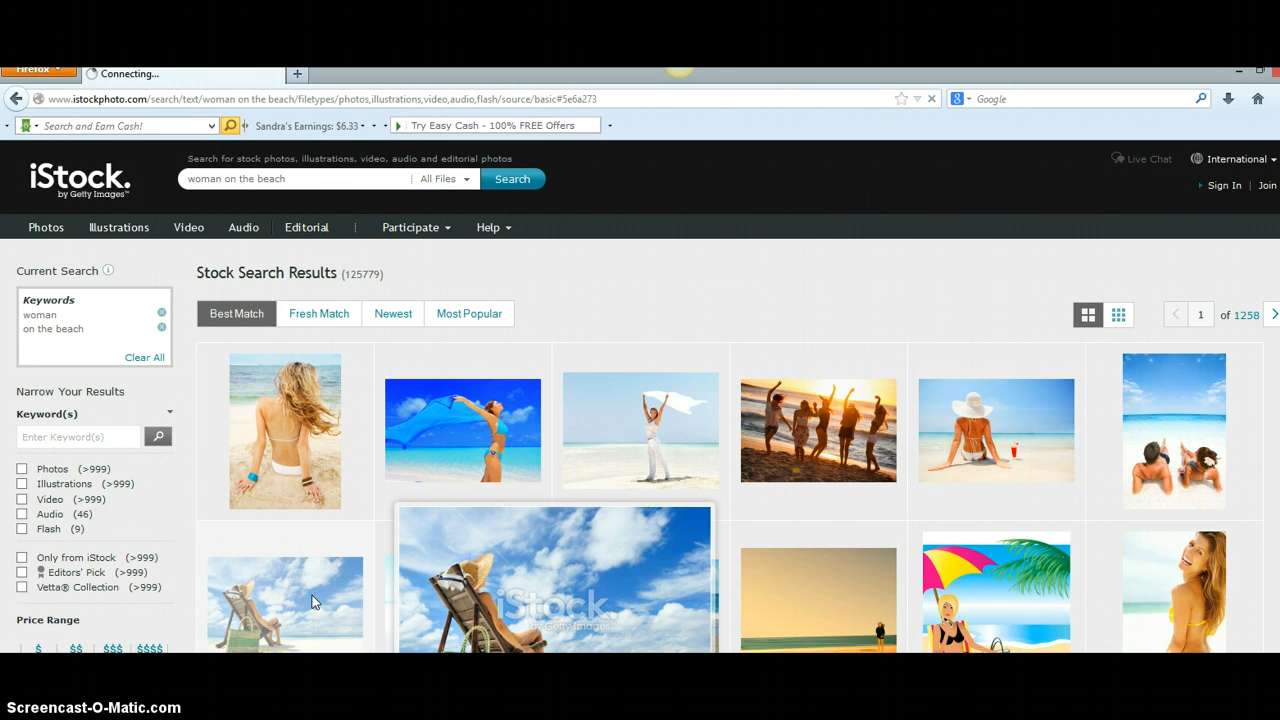 Firefox
Connecting...
www.istockphoto.com/search/text/woman on the beach/filetypes/photos,illustrations,video,audio,flash/source/basic#5e6a273
Google
Search and Earn Cash!
Sandra's Earnings: $6.33
Try Easy Cash - 100% FREE Offers
iStock.
by Getty Images™
Search for stock photos, illustrations, video, audio and editorial photos
woman on the beach
All Files
Search
Live Chat
International
Sign In
Join
Photos
Illustrations
Video
Audio
Editorial
Participate
Help
Current Search
Keywords
woman
on the beach
Clear All
Narrow Your Results
Keyword(s)
Enter Keyword(s)
Photos (>999)
Illustrations (>999)
Video (>999)
Audio (46)
Flash (9)
Only from iStock (>999)
Editors' Pick (>999)
Vetta® Collection (>999)
Price Range
$ $$ $$$ $$$$
Stock Search Results (125779)
Best Match
Fresh Match
Newest
Most Popular
1 of 1258
iStock
by Getty Images
Screencast-O-Matic.com